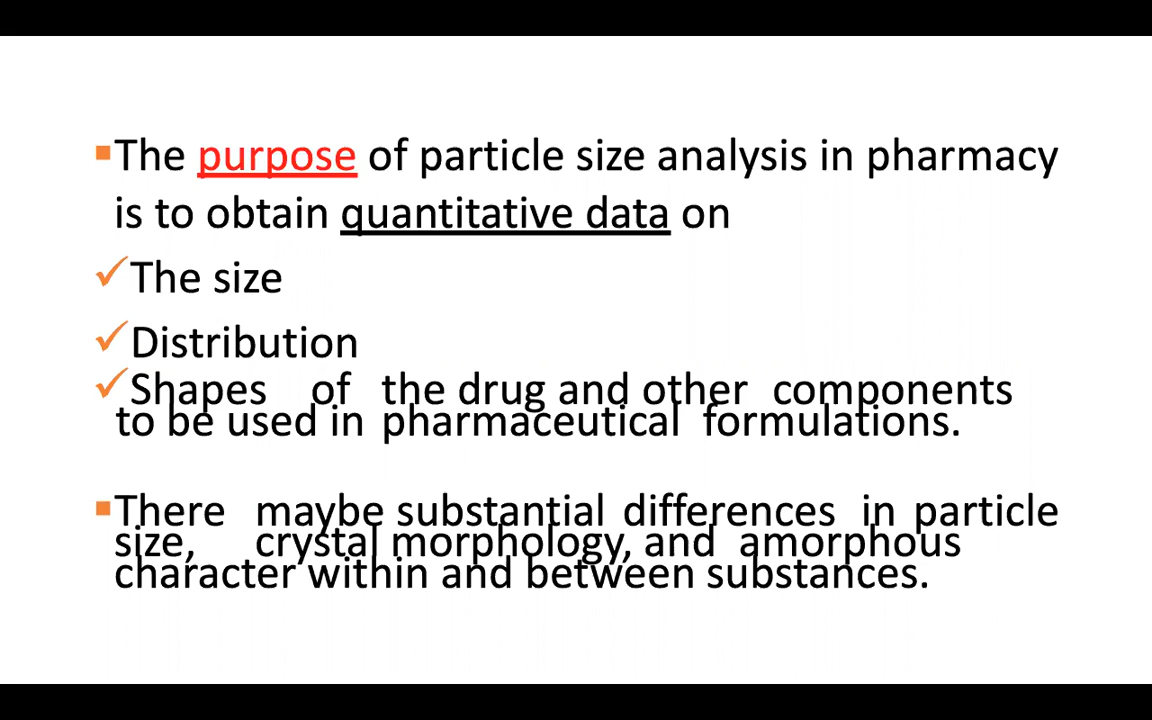 ▪The purpose of particle size analysis in pharmacy
is to obtain quantitative data on
✓The size
✓Distribution
✓Shapes of the drug and other components
to be used in pharmaceutical formulations.
▪There maybe substantial differences in particle
size, crystal morphology, and amorphous
character within and between substances.